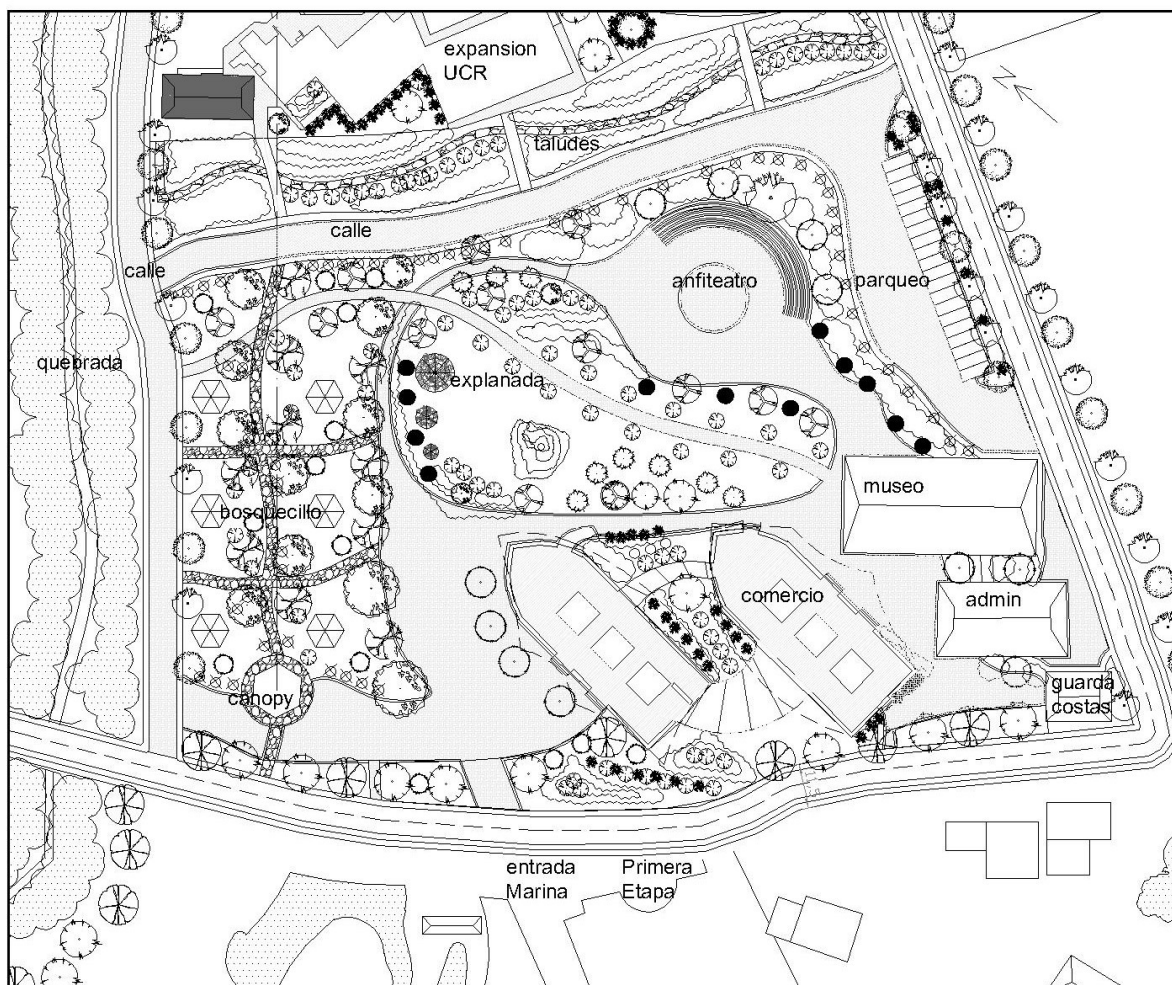 expansion
UCR
taludes
calle
calle
anfiteatro
parqueo
quebrada
explanada
museo
bosquecillo
comercio
admin
canopy
guarda
costas
entrada
Marina
Primera
Etapa